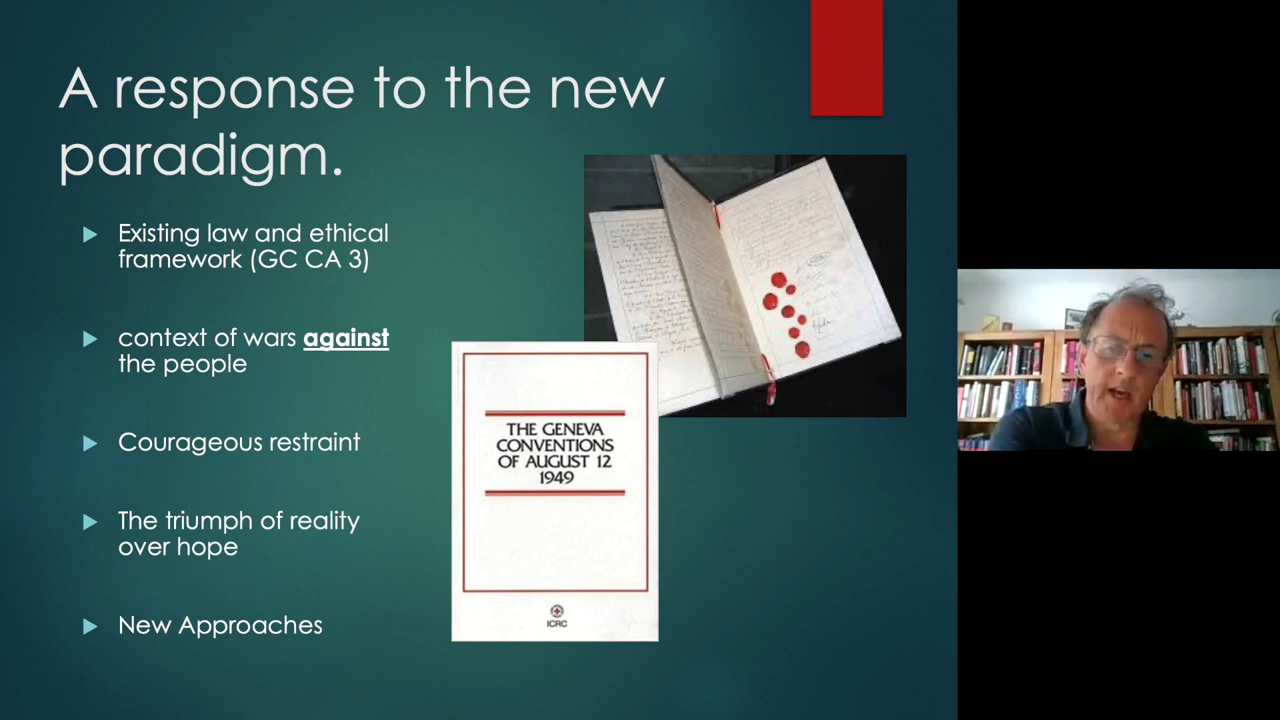 A response to the new
paradigm.
Existing law and ethical
framework (GC CA 3)
context of wars against
the people
Courageous restraint
The triumph of reality
over hope
New Approaches
THE GENEVA
CONVENTIONS
OF AUGUST 12
1949
ICRC